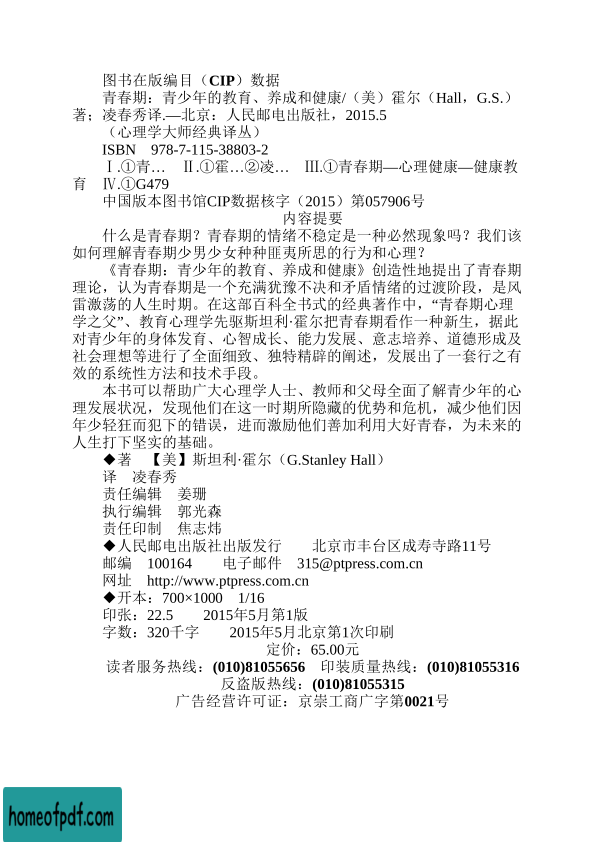 图书在版编目（CIP）数据
青春期：青少年的教育、养成和健康/（美）霍尔（Hall，G.S.）
著；凌春秀译.—北京：人民邮电出版社，2015.5
（心理学大师经典译丛）
ISBN　978-7-115-38803-2
Ⅰ.①青…　Ⅱ.①霍…②凌…　Ⅲ.①青春期—心理健康—健康教
育　Ⅳ.①G479
中国版本图书馆CIP数据核字（2015）第057906号
内容提要
什么是青春期？青春期的情绪不稳定是一种必然现象吗？我们该
如何理解青春期少男少女种种匪夷所思的行为和心理？
《青春期：青少年的教育、养成和健康》创造性地提出了青春期
理论，认为青春期是一个充满犹豫不决和矛盾情绪的过渡阶段，是风
雷激荡的人生时期。在这部百科全书式的经典著作中，“青春期心理
学之父”、教育心理学先驱斯坦利·霍尔把青春期看作一种新生，据此
对青少年的身体发育、心智成长、能力发展、意志培养、道德形成及
社会理想等进行了全面细致、独特精辟的阐述，发展出了一套行之有
效的系统性方法和技术手段。
本书可以帮助广大心理学人士、教师和父母全面了解青少年的心
理发展状况，发现他们在这一时期所隐藏的优势和危机，减少他们因
年少轻狂而犯下的错误，进而激励他们善加利用大好青春，为未来的
人生打下坚实的基础。
◆著　【美】斯坦利·霍尔（G.Stanley Hall）
译　凌春秀
责任编辑　姜珊
执行编辑　郭光森
责任印制　焦志炜
◆人民邮电出版社出版发行　　北京市丰台区成寿寺路11号
邮编　100164　　电子邮件　315@ptpress.com.cn
网址　http://www.ptpress.com.cn
◆开本：700×1000　1/16
印张：22.5　　2015年5月第1版
字数：320千字　　2015年5月北京第1次印刷
定价：65.00元
读者服务热线：(010)81055656　印装质量热线：(010)81055316
反盗版热线：(010)81055315
广告经营许可证：京崇工商广字第0021号
homeofpdf.com